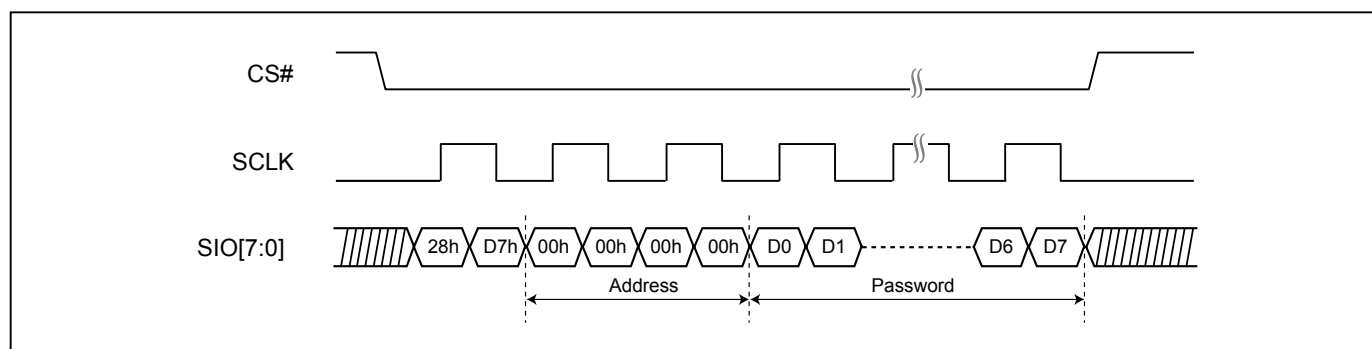 CS#
SCLK
SIO[7:0]
28h D7h 00h 00h 00h 00h D0 D1 D6 D7
Address Password